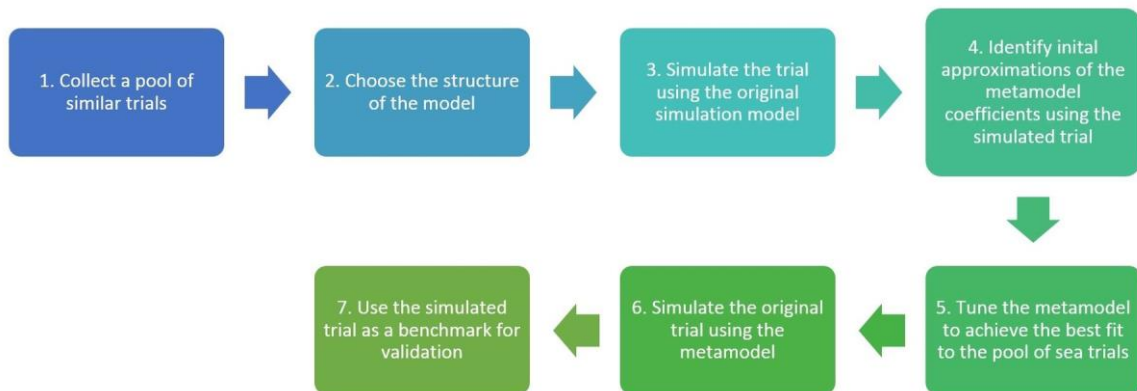 1. Collect a pool of
similar trials
2. Choose the structure
of the model
3. Simulate the trial
using the original
simulation model
4. Identify inital
approximations of the
metamodel
coefficients using the
simulated trial
5. Tune the metamodel
to achieve the best fit
to the pool of sea trials
6. Simulate the original
trial using the
metamodel
7. Use the simulated
trial as a benchmark for
validation